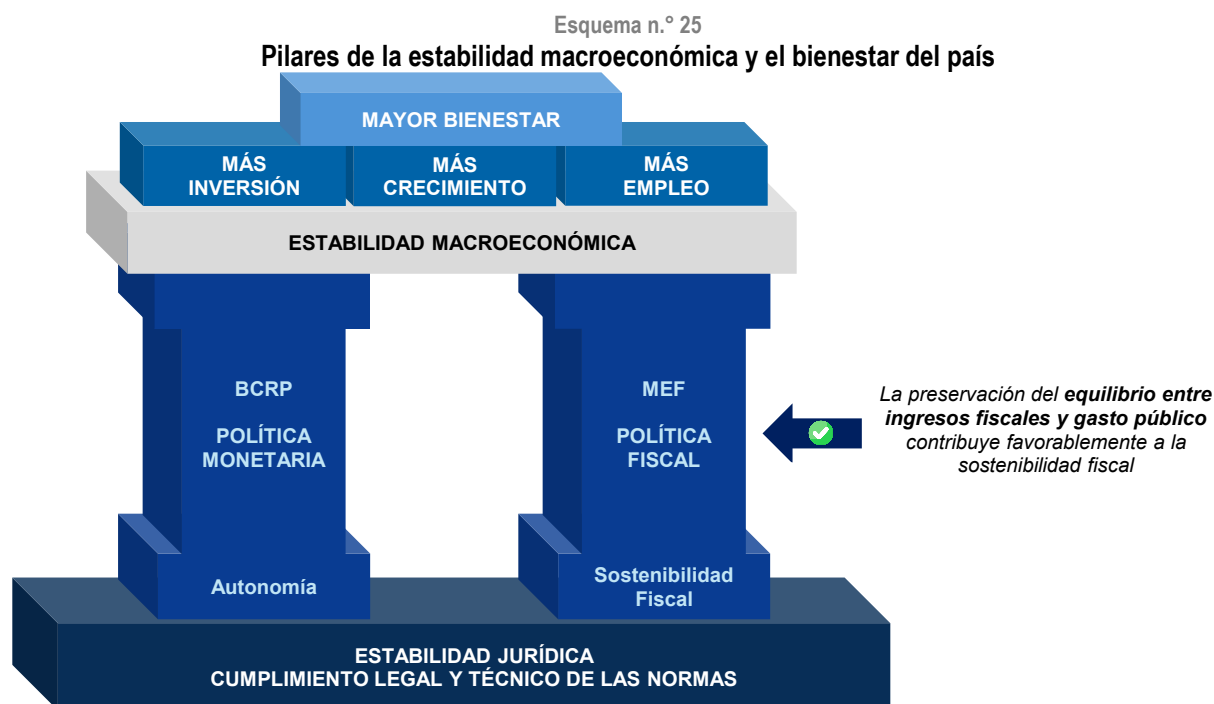 Esquema n.° 25
Pilares de la estabilidad macroeconómica y el bienestar del país
MAYOR BIENESTAR
MÁS
INVERSIÓN
MÁS
CRECIMIENTO
MÁS
EMPLEO
ESTABILIDAD MACROECONÓMICA
BCRP
POLÍTICA
MONETARIA
Autonomía
MEF
POLÍTICA
FISCAL
Sostenibilidad
Fiscal
La preservación del equilibrio entre
ingresos fiscales y gasto público
contribuye favorablemente a la
sostenibilidad fiscal
ESTABILIDAD JURÍDICA
CUMPLIMIENTO LEGAL Y TÉCNICO DE LAS NORMAS